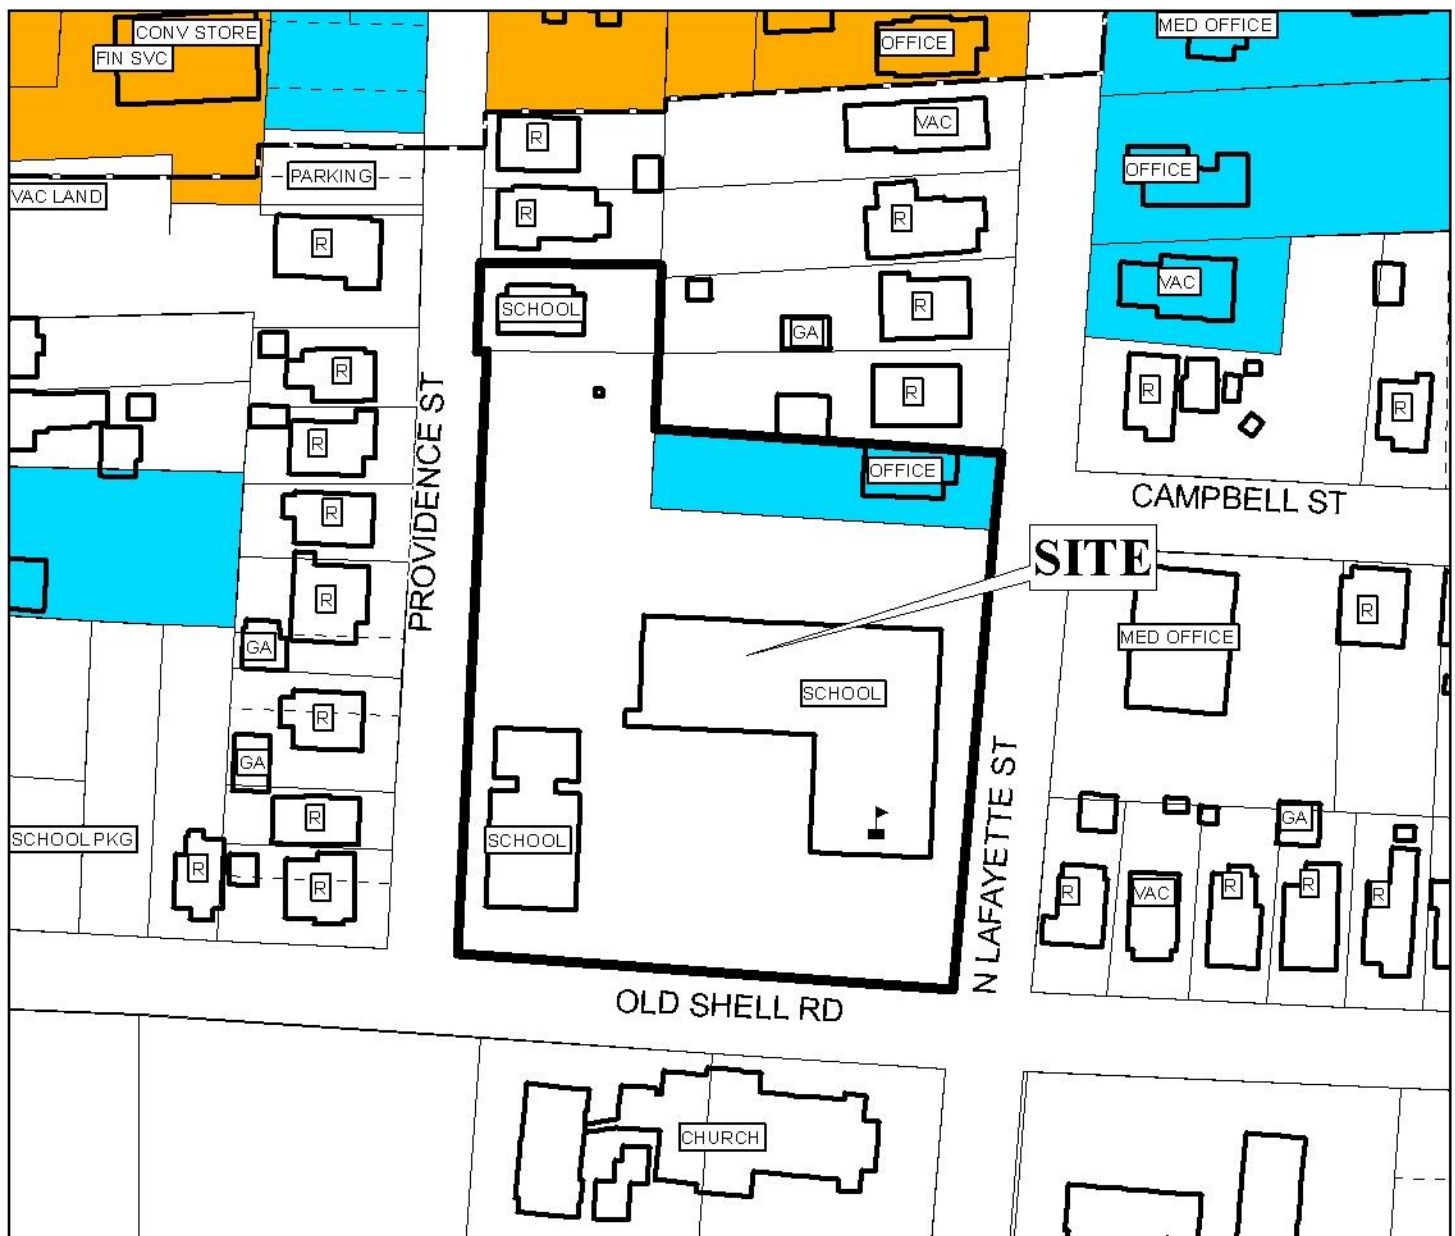 CONV STORE
FIN SVC
OFFICE
MED OFFICE
R
VAC
OFFICE
PARKING
VAC LAND
R
R
R
VAC
SCHOOL
R
GA
R
R
R
R
R
OFFICE
PROVIDENCE ST
CAMPBELL ST
R
SITE
R
R
GA
MED OFFICE
SCHOOL
R
GA
N LAFAYETTE ST
R
GA
SCHOOL PKG
SCHOOL
R
R
R
VAC
R
R
R
OLD SHELL RD
CHURCH